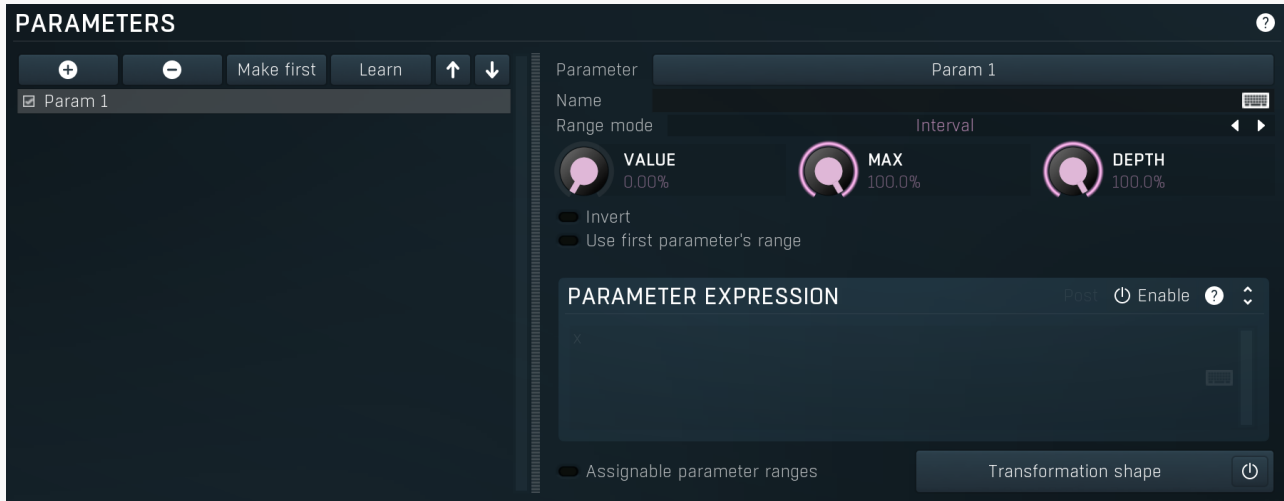 PARAMETERS ?
+ - Make first Learn ↑ ↓
Param 1
Parameter Param 1
Name
Range mode Interval
VALUE MAX DEPTH
0.00% 100.0% 100.0%
Invert
Use first parameter's range
PARAMETER EXPRESSION Post Enable ?
x
Assignable parameter ranges Transformation shape